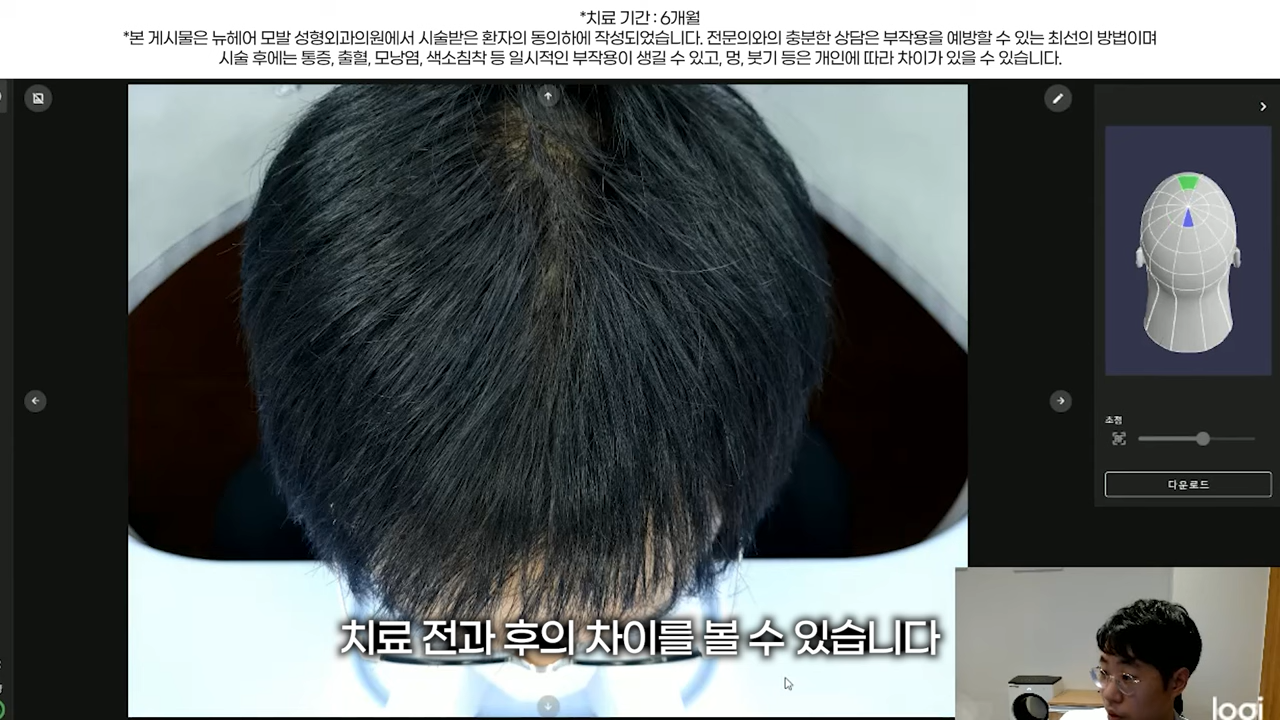 *치료 기간 : 6개월
*본 게시물은 뉴헤어 모발 성형외과의원에서 시술받은 환자의 동의하에 작성되었습니다. 전문의와의 충분한 상담은 부작용을 예방할 수 있는 최선의 방법이며
시술 후에는 통증, 출혈, 모낭염, 색소침착 등 일시적인 부작용이 생길 수 있고, 멍, 붓기 등은 개인에 따라 차이가 있을 수 있습니다.
초점
다운로드
치료 전과 후의 차이를 볼 수 있습니다
logi